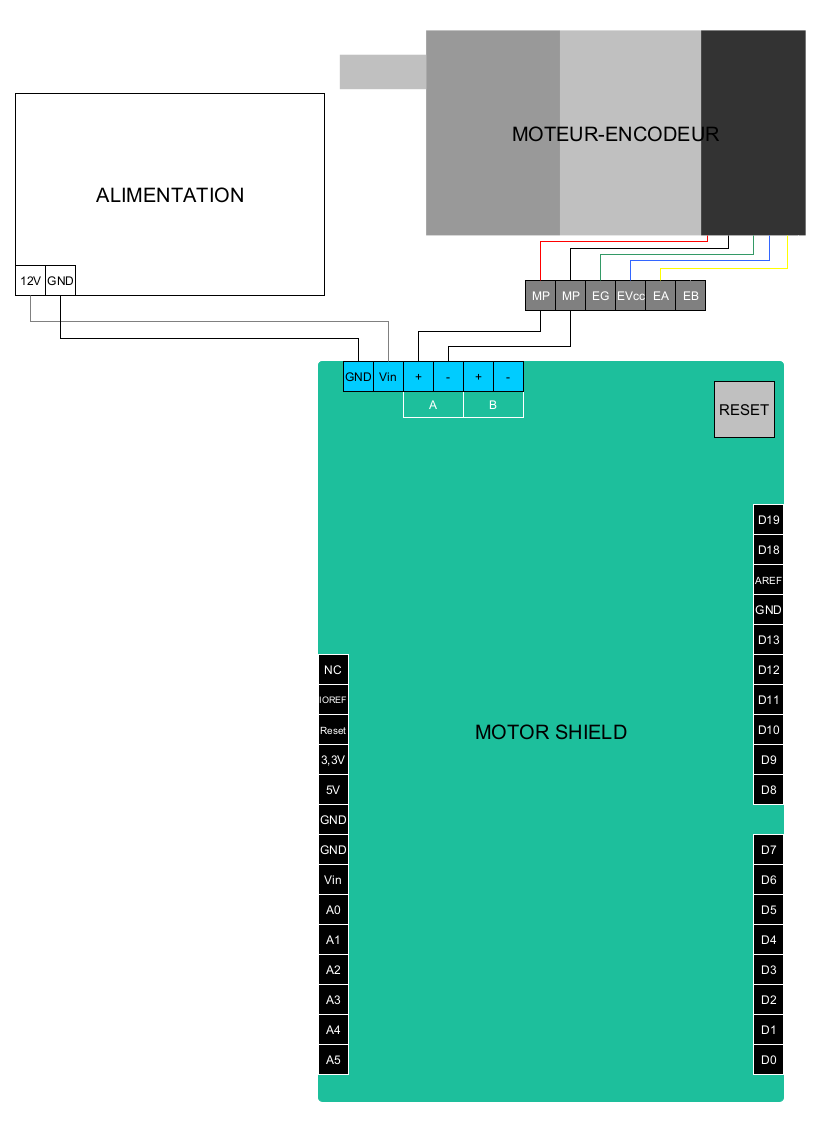 MOTEUR-ENCODEUR
ALIMENTATION
12V GND
MP MP EG EVcc EA EB
GND Vin + - + -
A B
RESET
D19
D18
AREF
GND
D13
D12
D11
D10
D9
D8
NC
IOREF
Reset
3,3V
5V
GND
GND
Vin
A0
A1
A2
A3
A4
A5
MOTOR SHIELD
D7
D6
D5
D4
D3
D2
D1
D0